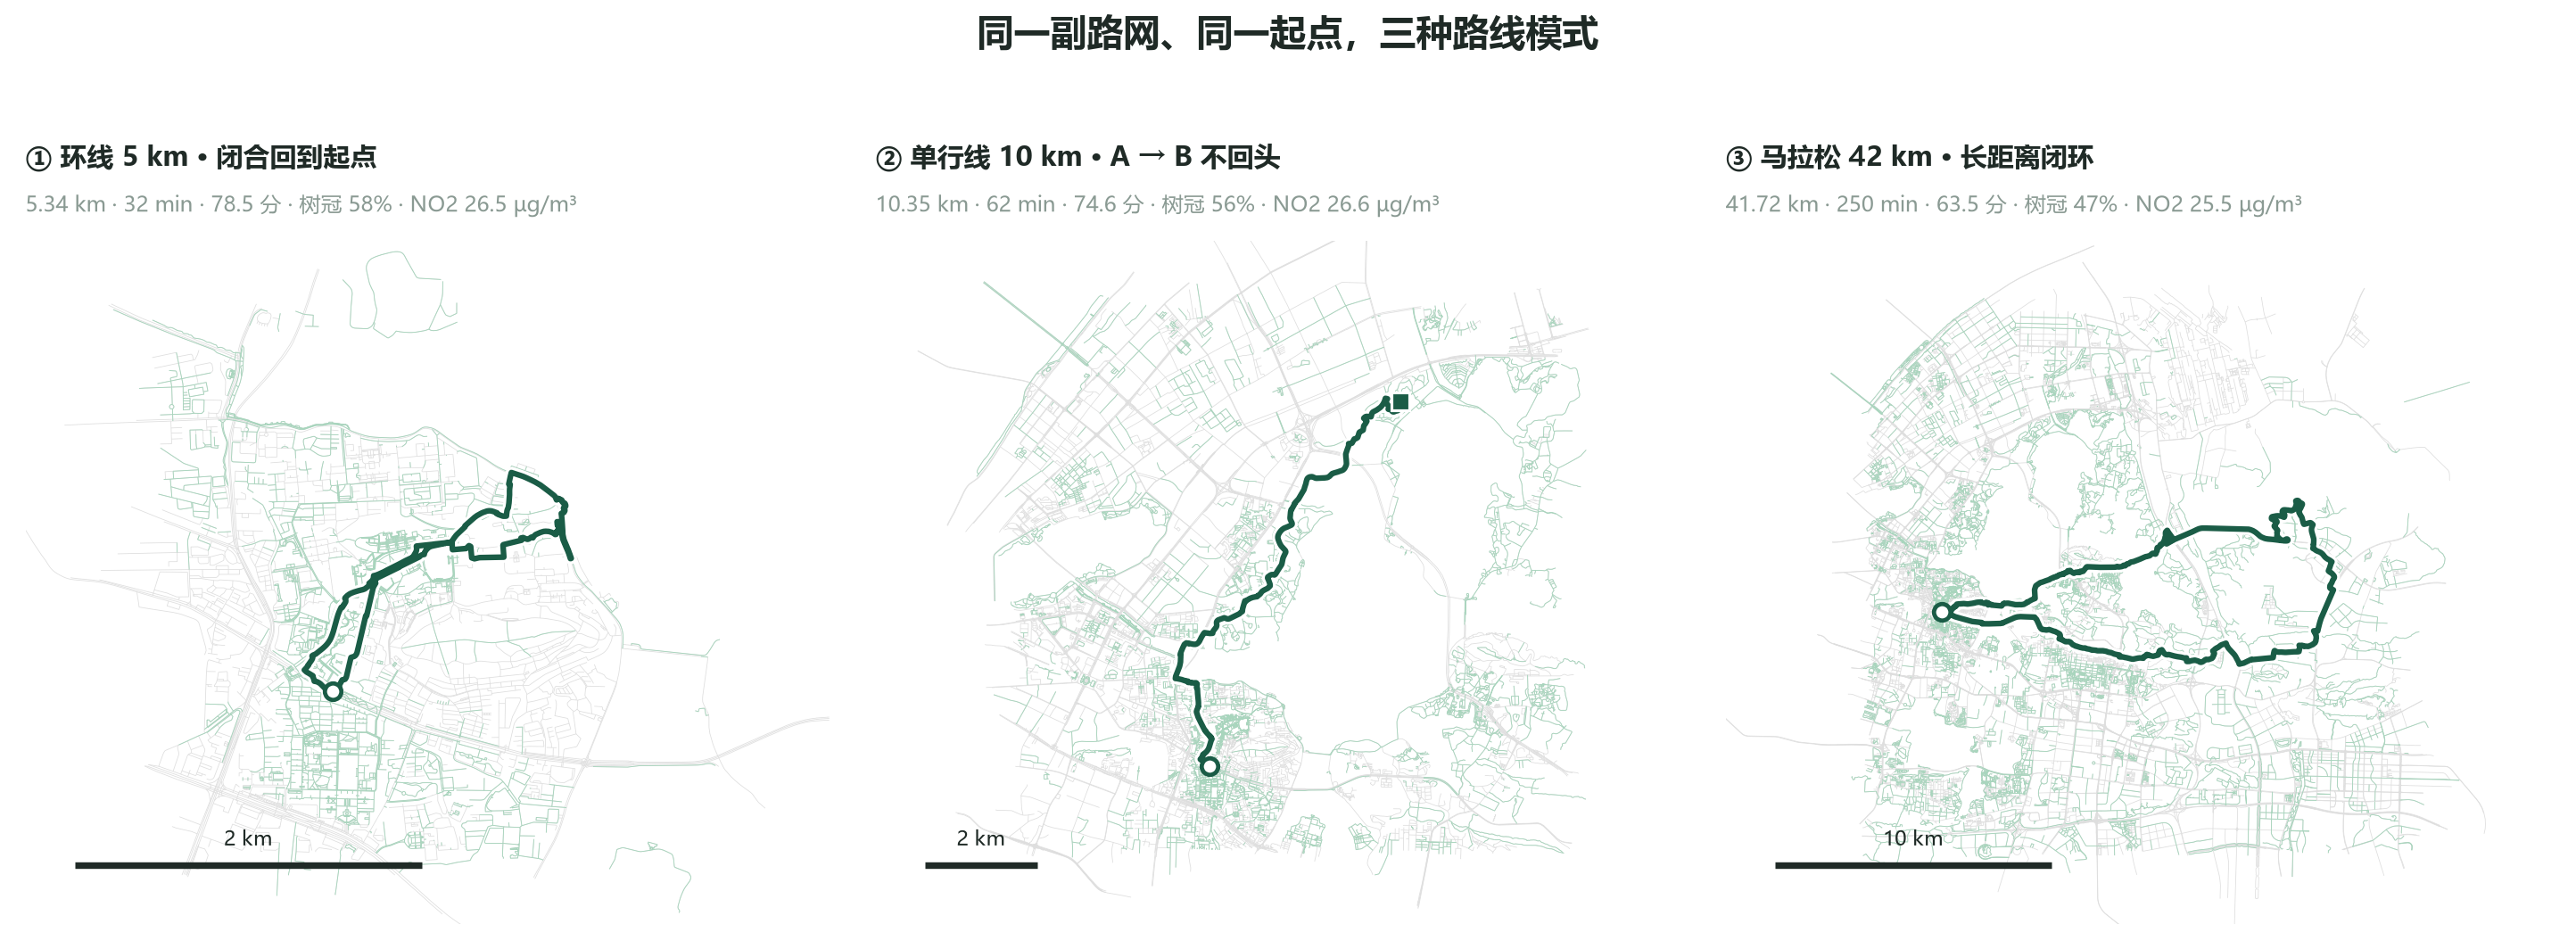 同一副路网、同一起点，三种路线模式
① 环线 5 km • 闭合回到起点
5.34 km · 32 min · 78.5 分 · 树冠 58% · NO2 26.5 µg/m³
② 单行线 10 km • A → B 不回头
10.35 km · 62 min · 74.6 分 · 树冠 56% · NO2 26.6 µg/m³
③ 马拉松 42 km • 长距离闭环
41.72 km · 250 min · 63.5 分 · 树冠 47% · NO2 25.5 µg/m³
2 km
2 km
10 km